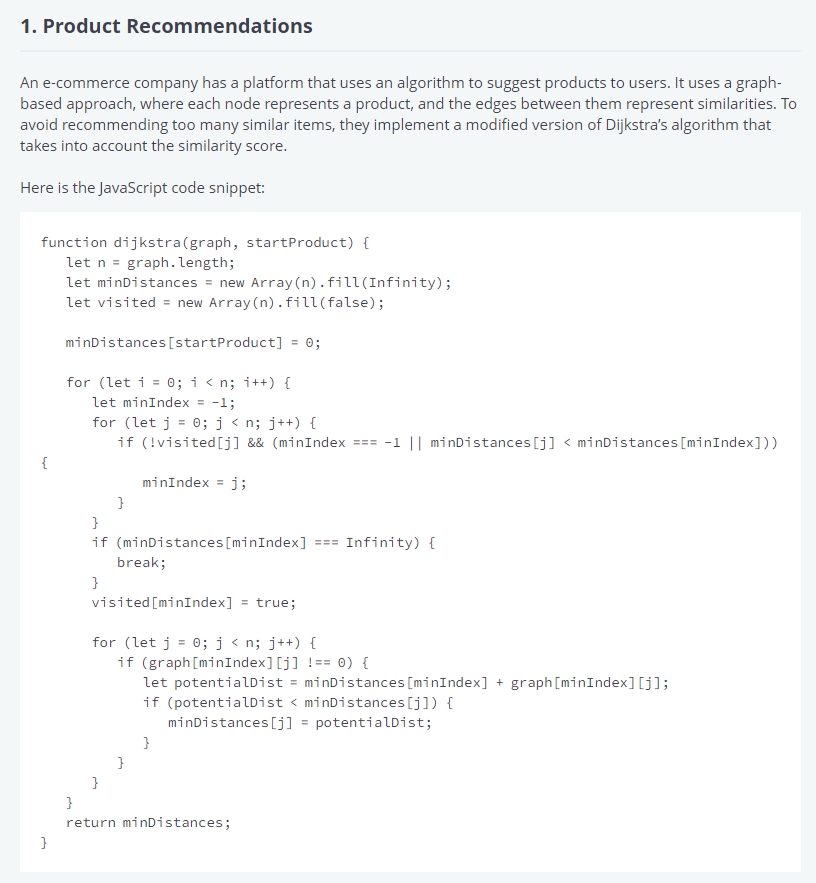 1. Product Recommendations
An e-commerce company has a platform that uses an algorithm to suggest products to users. It uses a graph-
based approach, where each node represents a product, and the edges between them represent similarities. To
avoid recommending too many similar items, they implement a modified version of Dijkstra’s algorithm that
takes into account the similarity score.
Here is the JavaScript code snippet:
function dijkstra(graph, startProduct) {
   let n = graph.length;
   let minDistances = new Array(n).fill(Infinity);
   let visited = new Array(n).fill(false);
   minDistances[startProduct] = 0;
   for (let i = 0; i < n; i++) {
      let minIndex = -1;
      for (let j = 0; j < n; j++) {
         if (!visited[j] && (minIndex === -1 || minDistances[j] < minDistances[minIndex]))
{
            minIndex = j;
         }
      }
      if (minDistances[minIndex] === Infinity) {
         break;
      }
      visited[minIndex] = true;
      for (let j = 0; j < n; j++) {
         if (graph[minIndex][j] !== 0) {
            let potentialDist = minDistances[minIndex] + graph[minIndex][j];
            if (potentialDist < minDistances[j]) {
               minDistances[j] = potentialDist;
            }
         }
      }
   }
   return minDistances;
}